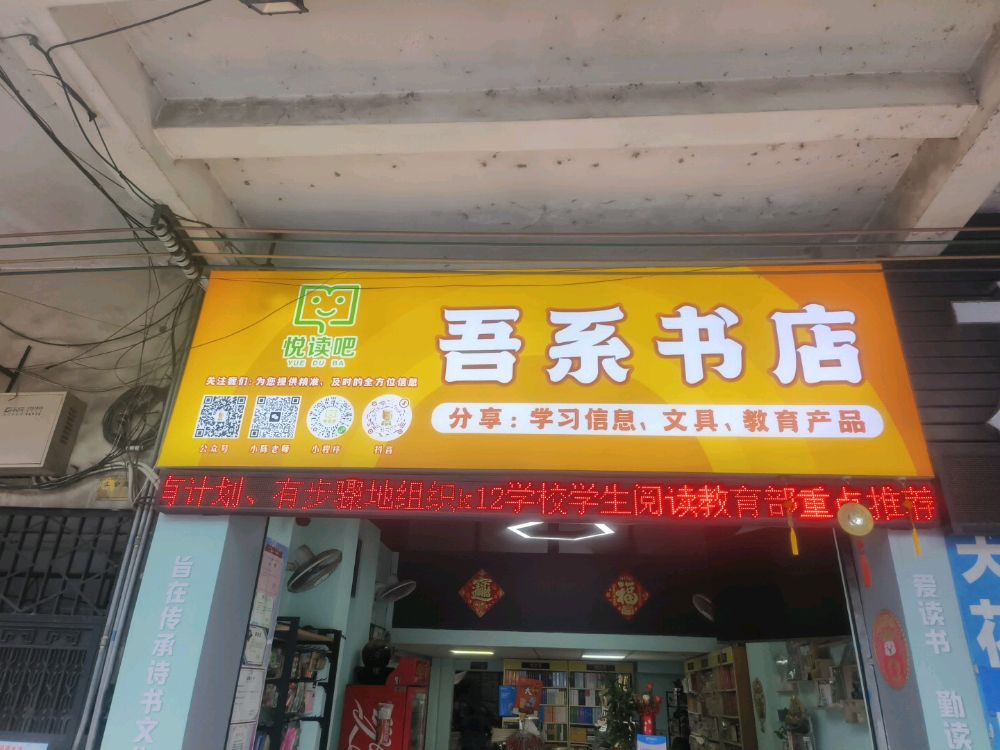 悦读吧
YUE DU BA
关注我们:为您提供精准、及时的全方位信息
公众号
小陈老师
小程序
抖音
吾系书店
分享：学习信息、文具、教育产品
有计划、有步骤地组织k12学校学生阅读教育部重点推荐
旨在传承诗书文
爱读书 勤读
福
大